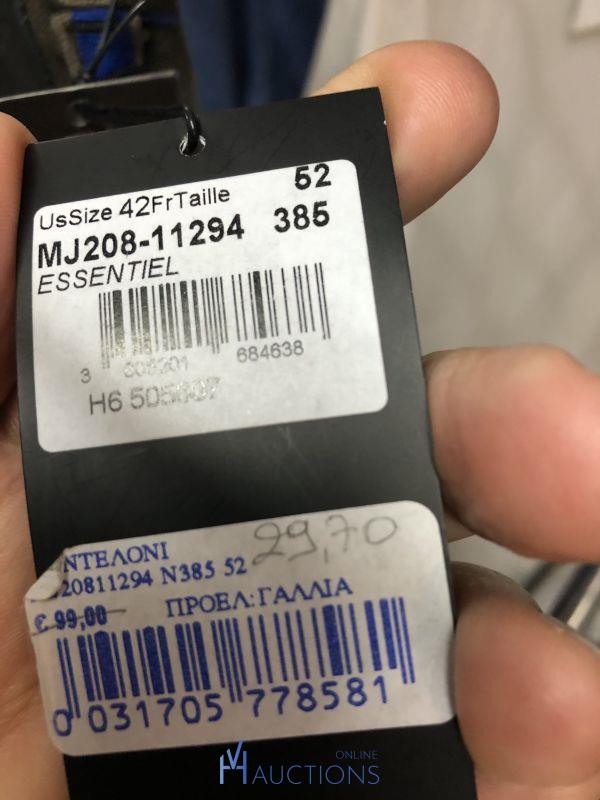 UsSize 42FrTaille 52
MJ208-11294 385
ESSENTIEL
3 684638
H6
29,70
ΝΤΕΛΟΝΙ
20811294 N385 52
€ 99,00 ΠΡΟΕΛ:ΓΑΛΛΙΑ
0 031705 778581
ONLINE
AUCTIONS